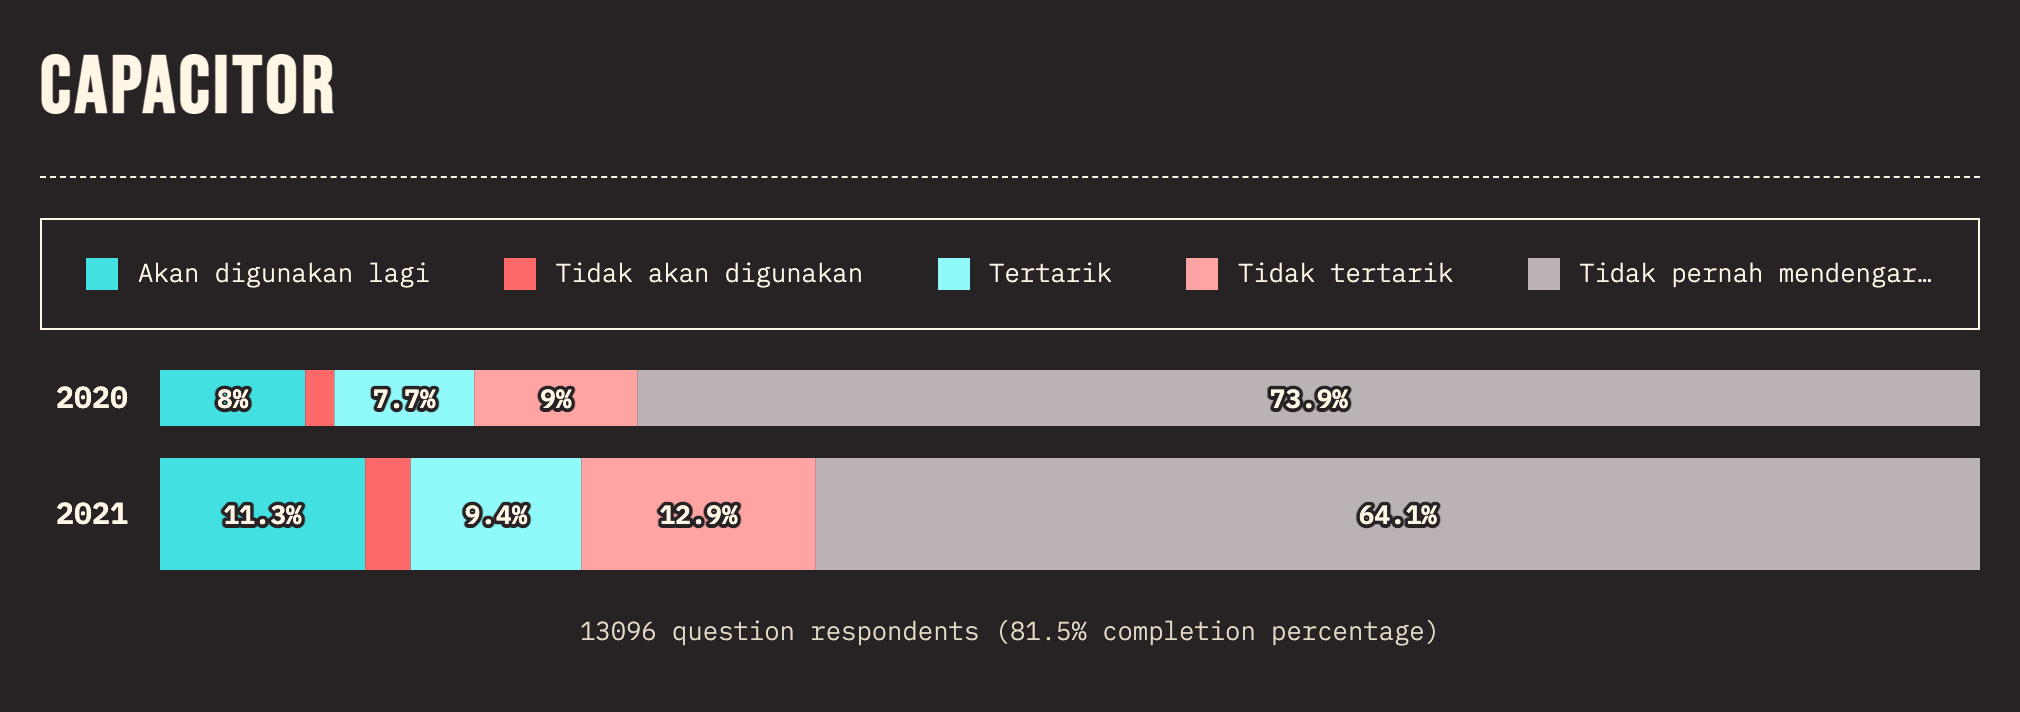 CAPACITOR
Akan digunakan lagi Tidak akan digunakan Tertarik Tidak tertarik Tidak pernah mendengar…
2020 8% 7.7% 9% 73.9%
2021 11.3% 9.4% 12.9% 64.1%
13096 question respondents (81.5% completion percentage)